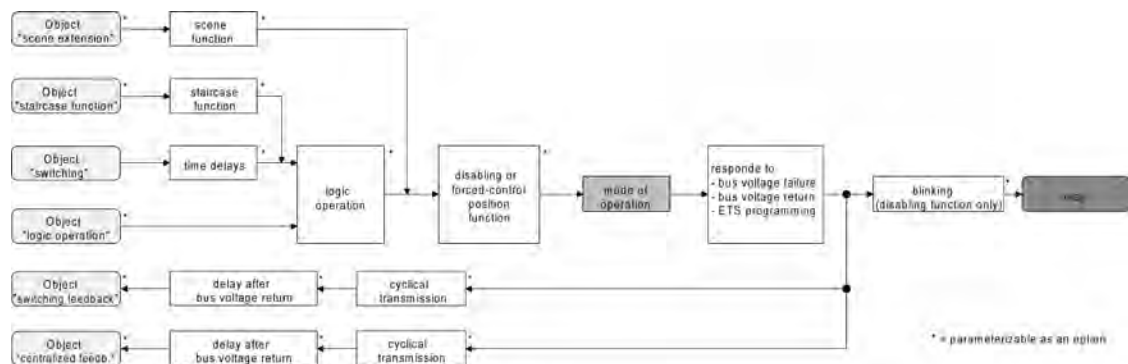 Object
"scene extension"
*
scene
function
*
Object
"staircase function"
*
staircase
function
*
Object
"switching"
*
time delays
*
logic
operation
*
disabling or
forced-control
position
function
*
mode of
operation
responde to
- bus voltage failure
- bus voltage return
- ETS programming
blinking
(disabling function only)
*
relay
Object
"logic operation"
*
Object
"switching feedback"
*
delay after
bus voltage return
*
cyclical
transmission
*
Object
"centralized feedb."
*
delay after
bus voltage return
*
cyclical
transmission
*
* = parameterizable as an option